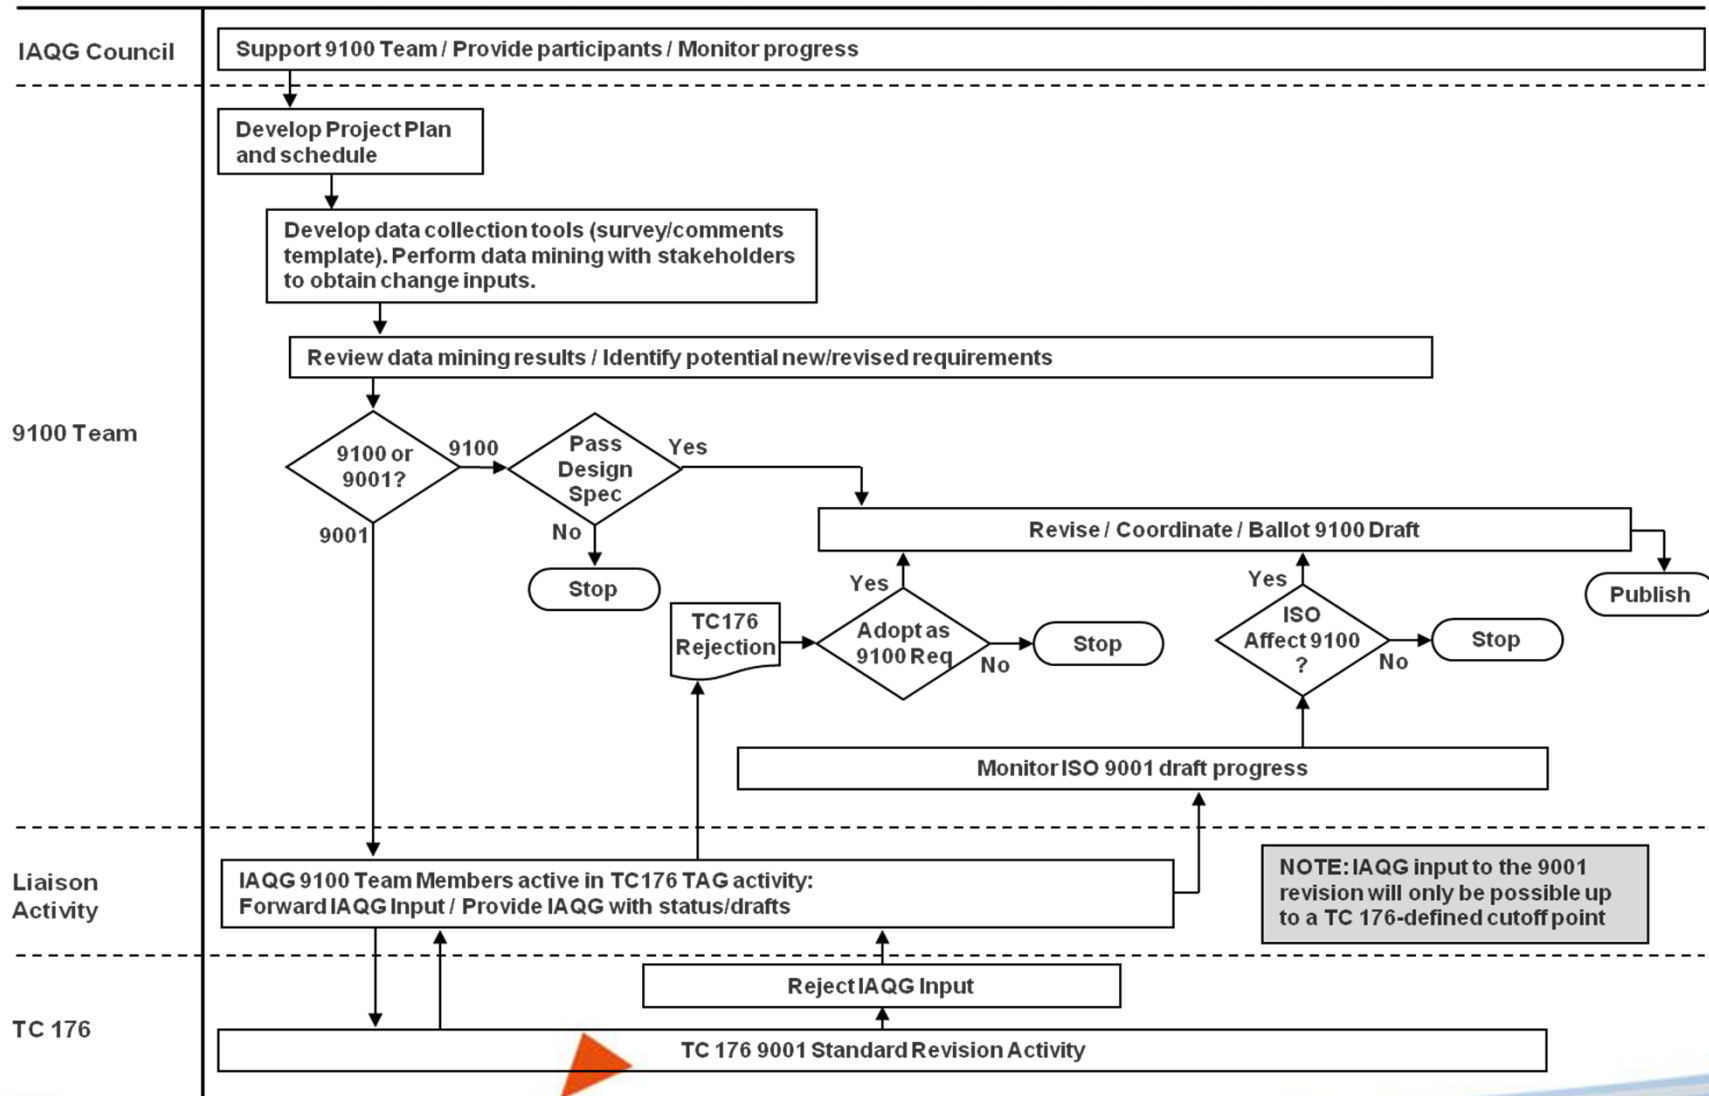 IAQG Council
Support 9100 Team / Provide participants / Monitor progress
Develop Project Plan
and schedule
Develop data collection tools (survey/comments
template). Perform data mining with stakeholders
to obtain change inputs.
Review data mining results / Identify potential new/revised requirements
9100 Team
9100 or
9001?
9100
9001
Pass
Design
Spec
Yes
No
Stop
Revise / Coordinate / Ballot 9100 Draft
Publish
TC176
Rejection
Yes
Adopt as
9100 Req
No
Stop
Yes
ISO
Affect 9100
?
No
Stop
Monitor ISO 9001 draft progress
Liaison
Activity
IAQG 9100 Team Members active in TC176 TAG activity:
Forward IAQG Input / Provide IAQG with status/drafts
NOTE: IAQG input to the 9001
revision will only be possible up
to a TC 176-defined cutoff point
TC 176
Reject IAQG Input
TC 176 9001 Standard Revision Activity